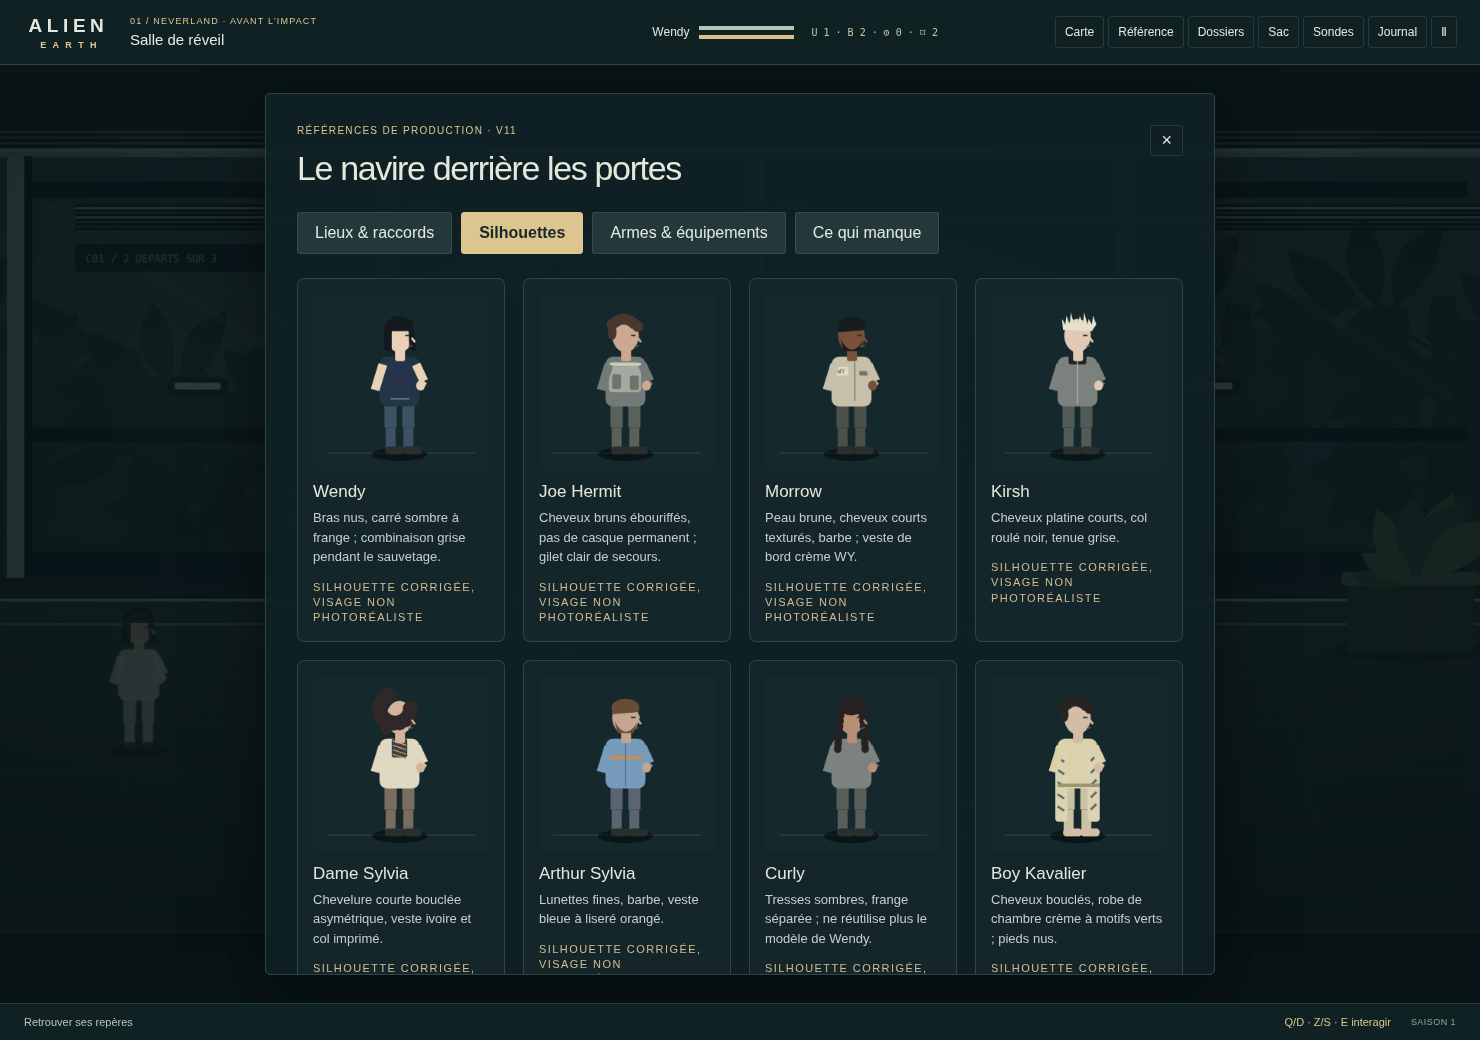 ALIEN
EARTH
01 / NEVERLAND · AVANT L'IMPACT
Salle de réveil
Wendy
U1 · B2 · ⚙0 · ¤2
Carte
Référence
Dossiers
Sac
Sondes
Journal
II
C01 / 2 DEPARTS SUR 3
RÉFÉRENCES DE PRODUCTION · V11
Le navire derrière les portes
×
Lieux & raccords
Silhouettes
Armes & équipements
Ce qui manque
WY
Wendy
Bras nus, carré sombre à
frange ; combinaison grise
pendant le sauvetage.
SILHOUETTE CORRIGÉE,
VISAGE NON
PHOTORÉALISTE
Joe Hermit
Cheveux bruns ébouriffés,
pas de casque permanent ;
gilet clair de secours.
SILHOUETTE CORRIGÉE,
VISAGE NON
PHOTORÉALISTE
Morrow
Peau brune, cheveux courts
texturés, barbe ; veste de
bord crème WY.
SILHOUETTE CORRIGÉE,
VISAGE NON
PHOTORÉALISTE
Kirsh
Cheveux platine courts, col
roulé noir, tenue grise.
SILHOUETTE CORRIGÉE,
VISAGE NON
PHOTORÉALISTE
Dame Sylvia
Chevelure courte bouclée
asymétrique, veste ivoire et
col imprimé.
SILHOUETTE CORRIGÉE,
Arthur Sylvia
Lunettes fines, barbe, veste
bleue à liseré orangé.
SILHOUETTE CORRIGÉE,
VISAGE NON
Curly
Tresses sombres, frange
séparée ; ne réutilise plus le
modèle de Wendy.
SILHOUETTE CORRIGÉE,
Boy Kavalier
Cheveux bouclés, robe de
chambre crème à motifs verts
; pieds nus.
SILHOUETTE CORRIGÉE,
Retrouver ses repères
Q/D · Z/S · E interagir
SAISON 1